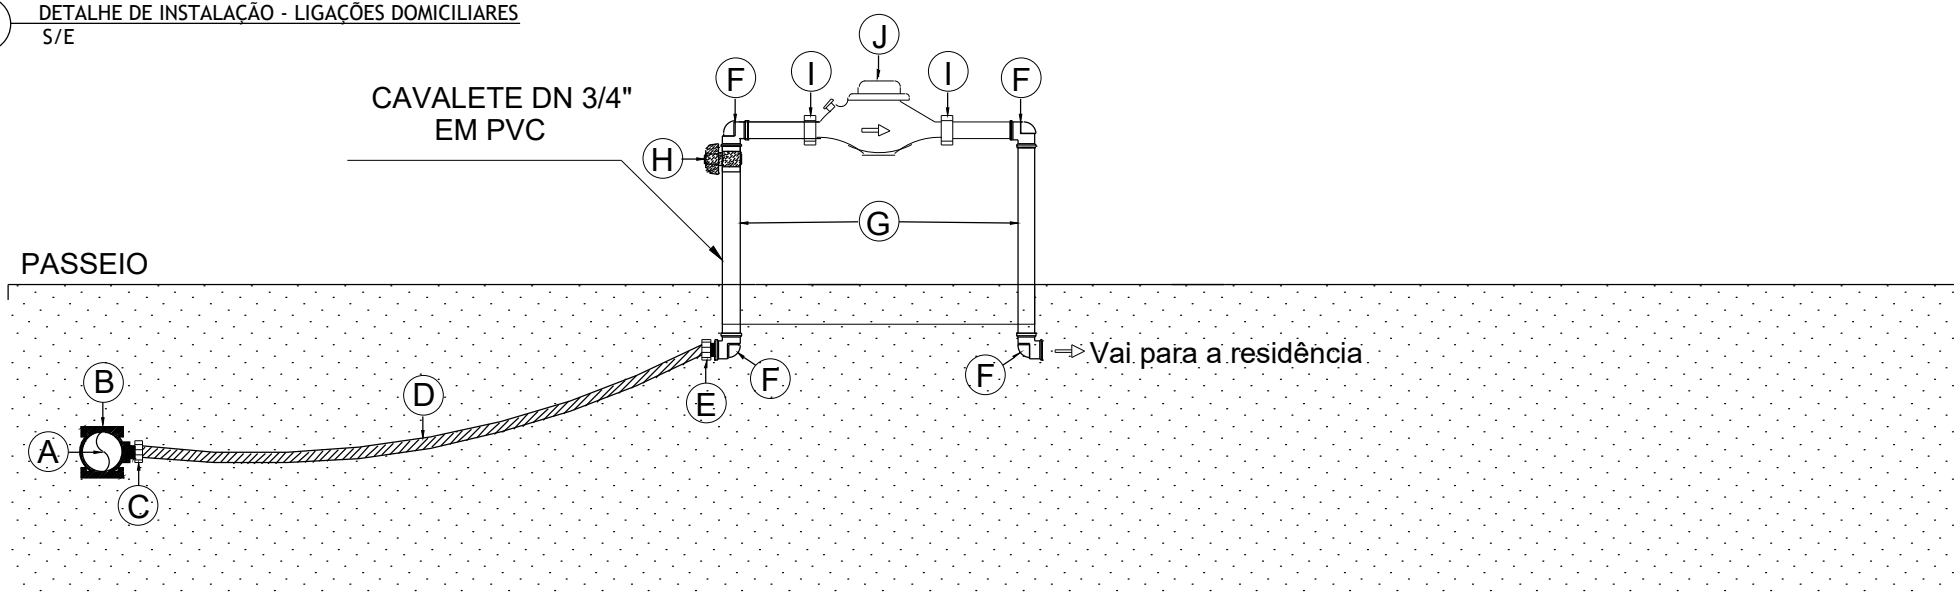 DETALHE DE INSTALAÇÃO - LIGAÇÕES DOMICILIARES
S/E
J
F
I
I
F
CAVALETE DN 3/4"
EM PVC
H
G
PASSEIO
Vai para a residência
B
D
F
F
E
A
C